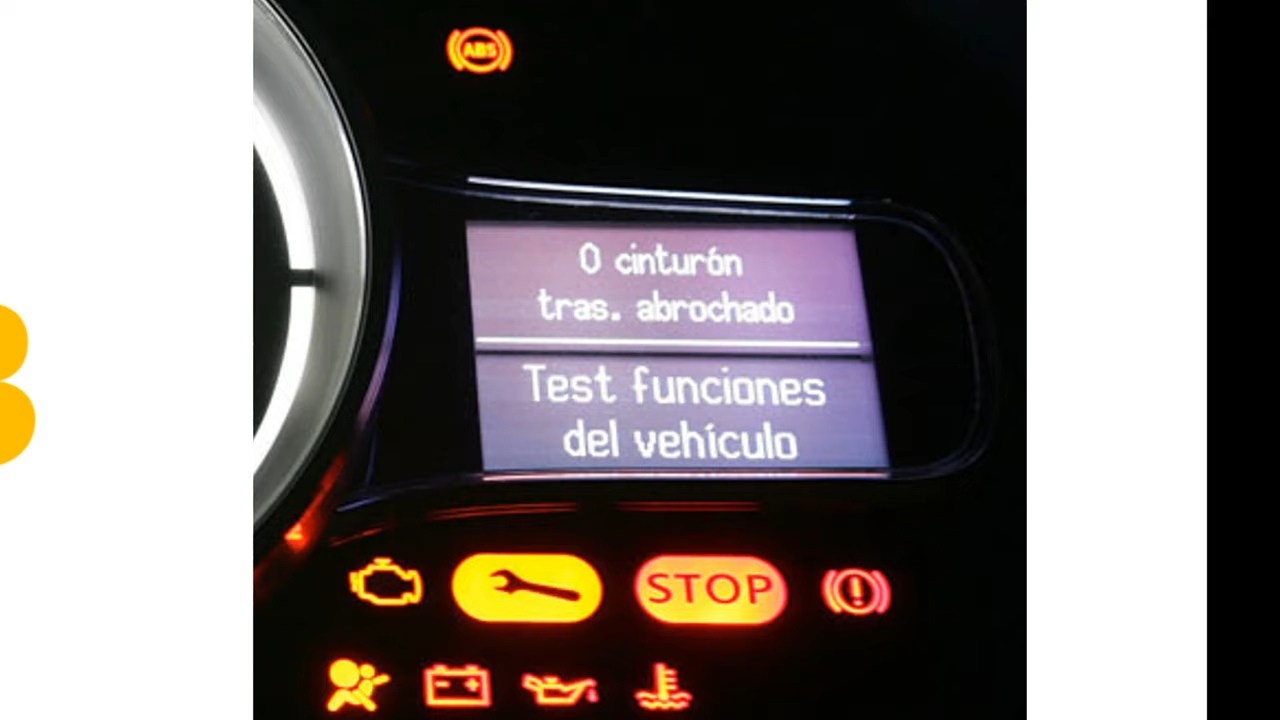 ABS
0 cinturón
tras. abrochado
Test funciones
del vehículo
STOP